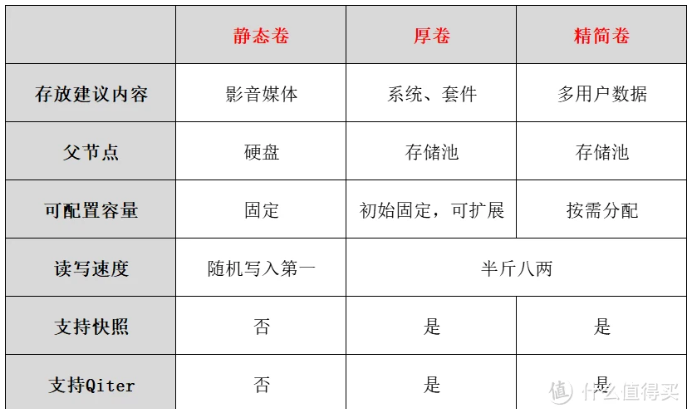 静态卷 厚卷 精简卷
存放建议内容 影音媒体 系统、套件 多用户数据
父节点 硬盘 存储池 存储池
可配置容量 固定 初始固定，可扩展 按需分配
读写速度 随机写入第一 半斤八两
支持快照 否 是 是
支持Qiter 否 是 是
值 什么值得买